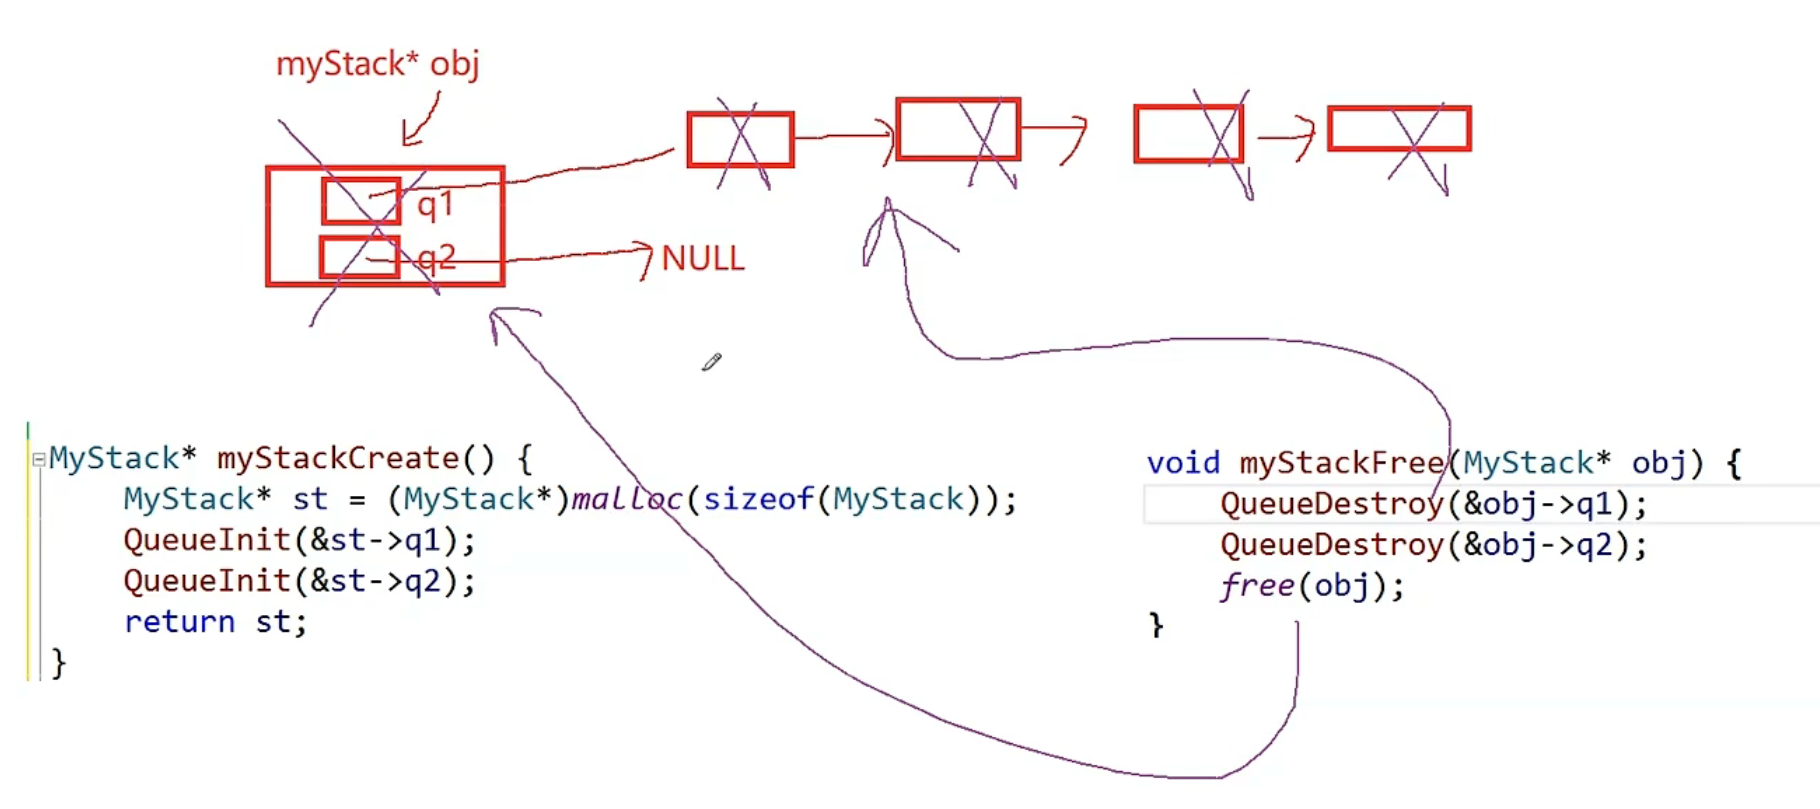 myStack* obj
q1
q2
NULL
MyStack* myStackCreate() {
MyStack* st = (MyStack*)malloc(sizeof(MyStack));
QueueInit(&st->q1);
QueueInit(&st->q2);
return st;
}
void myStackFree(MyStack* obj) {
QueueDestroy(&obj->q1);
QueueDestroy(&obj->q2);
free(obj);
}